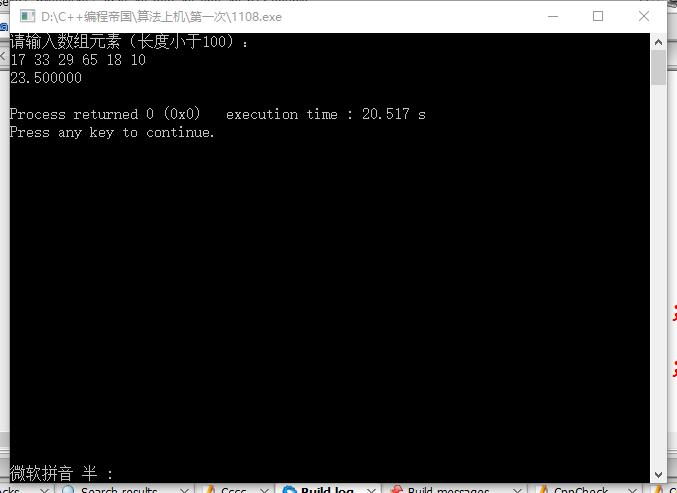 D:\C++编程帝国\算法上机\第一次\1108.exe
请输入数组元素（长度小于100）:
17 33 29 65 18 10
23.500000
Process returned 0 (0x0)   execution time : 20.517 s
Press any key to continue.
微软拼音 半 :
Search results
Cccc
Build log
Build messages
CppCheck